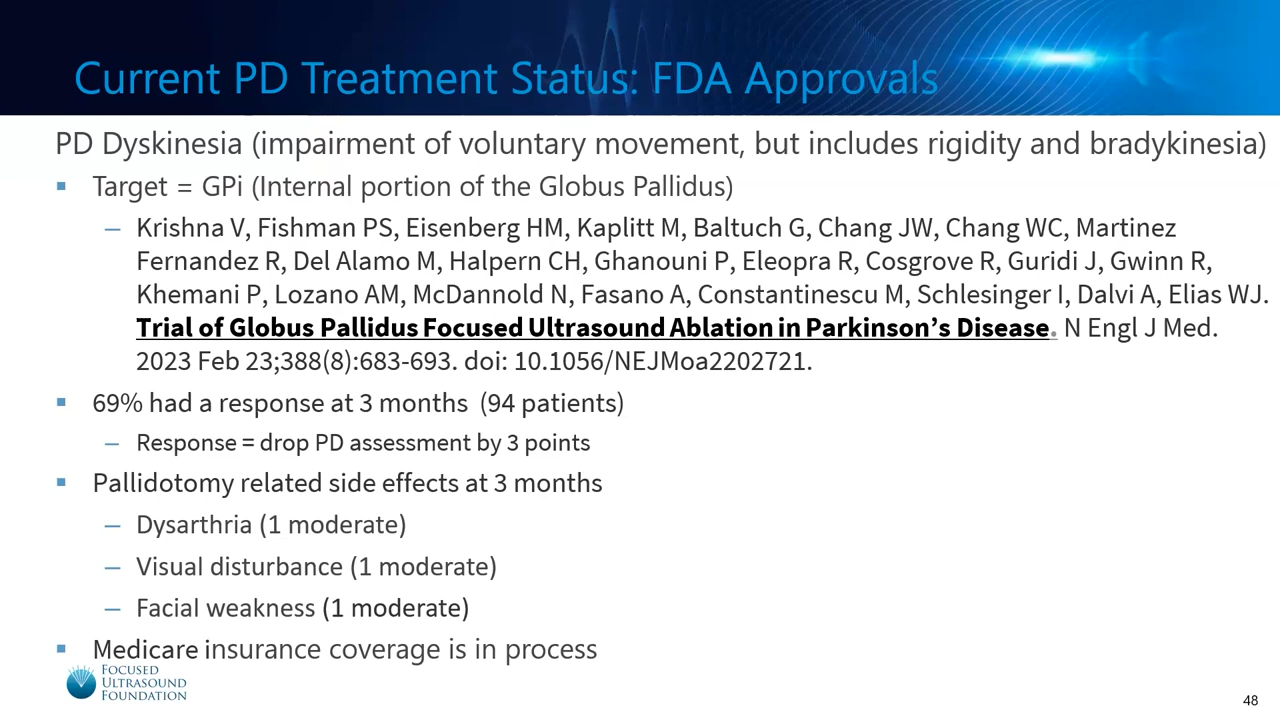 Current PD Treatment Status: FDA Approvals
PD Dyskinesia (impairment of voluntary movement, but includes rigidity and bradykinesia)
▪ Target = GPi (Internal portion of the Globus Pallidus)
– Krishna V, Fishman PS, Eisenberg HM, Kaplitt M, Baltuch G, Chang JW, Chang WC, Martinez
Fernandez R, Del Alamo M, Halpern CH, Ghanouni P, Eleopra R, Cosgrove R, Guridi J, Gwinn R,
Khemani P, Lozano AM, McDannold N, Fasano A, Constantinescu M, Schlesinger I, Dalvi A, Elias WJ.
Trial of Globus Pallidus Focused Ultrasound Ablation in Parkinson’s Disease. N Engl J Med.
2023 Feb 23;388(8):683-693. doi: 10.1056/NEJMoa2202721.
▪ 69% had a response at 3 months (94 patients)
– Response = drop PD assessment by 3 points
▪ Pallidotomy related side effects at 3 months
– Dysarthria (1 moderate)
– Visual disturbance (1 moderate)
– Facial weakness (1 moderate)
▪ Medicare insurance coverage is in process
FOCUSED
ULTRASOUND
FOUNDATION
48